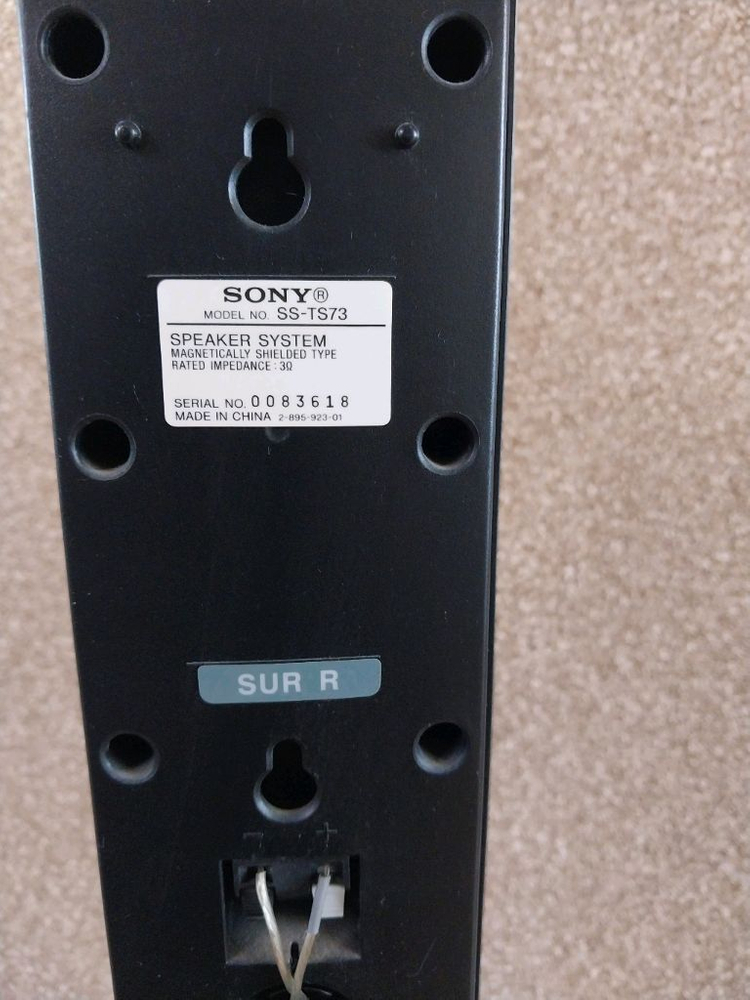 SONY®
MODEL NO. SS-TS73
SPEAKER SYSTEM
MAGNETICALLY SHIELDED TYPE
RATED IMPEDANCE : 3Ω
SERIAL NO. 0083618
MADE IN CHINA 2-895-923-01
SUR R
− +